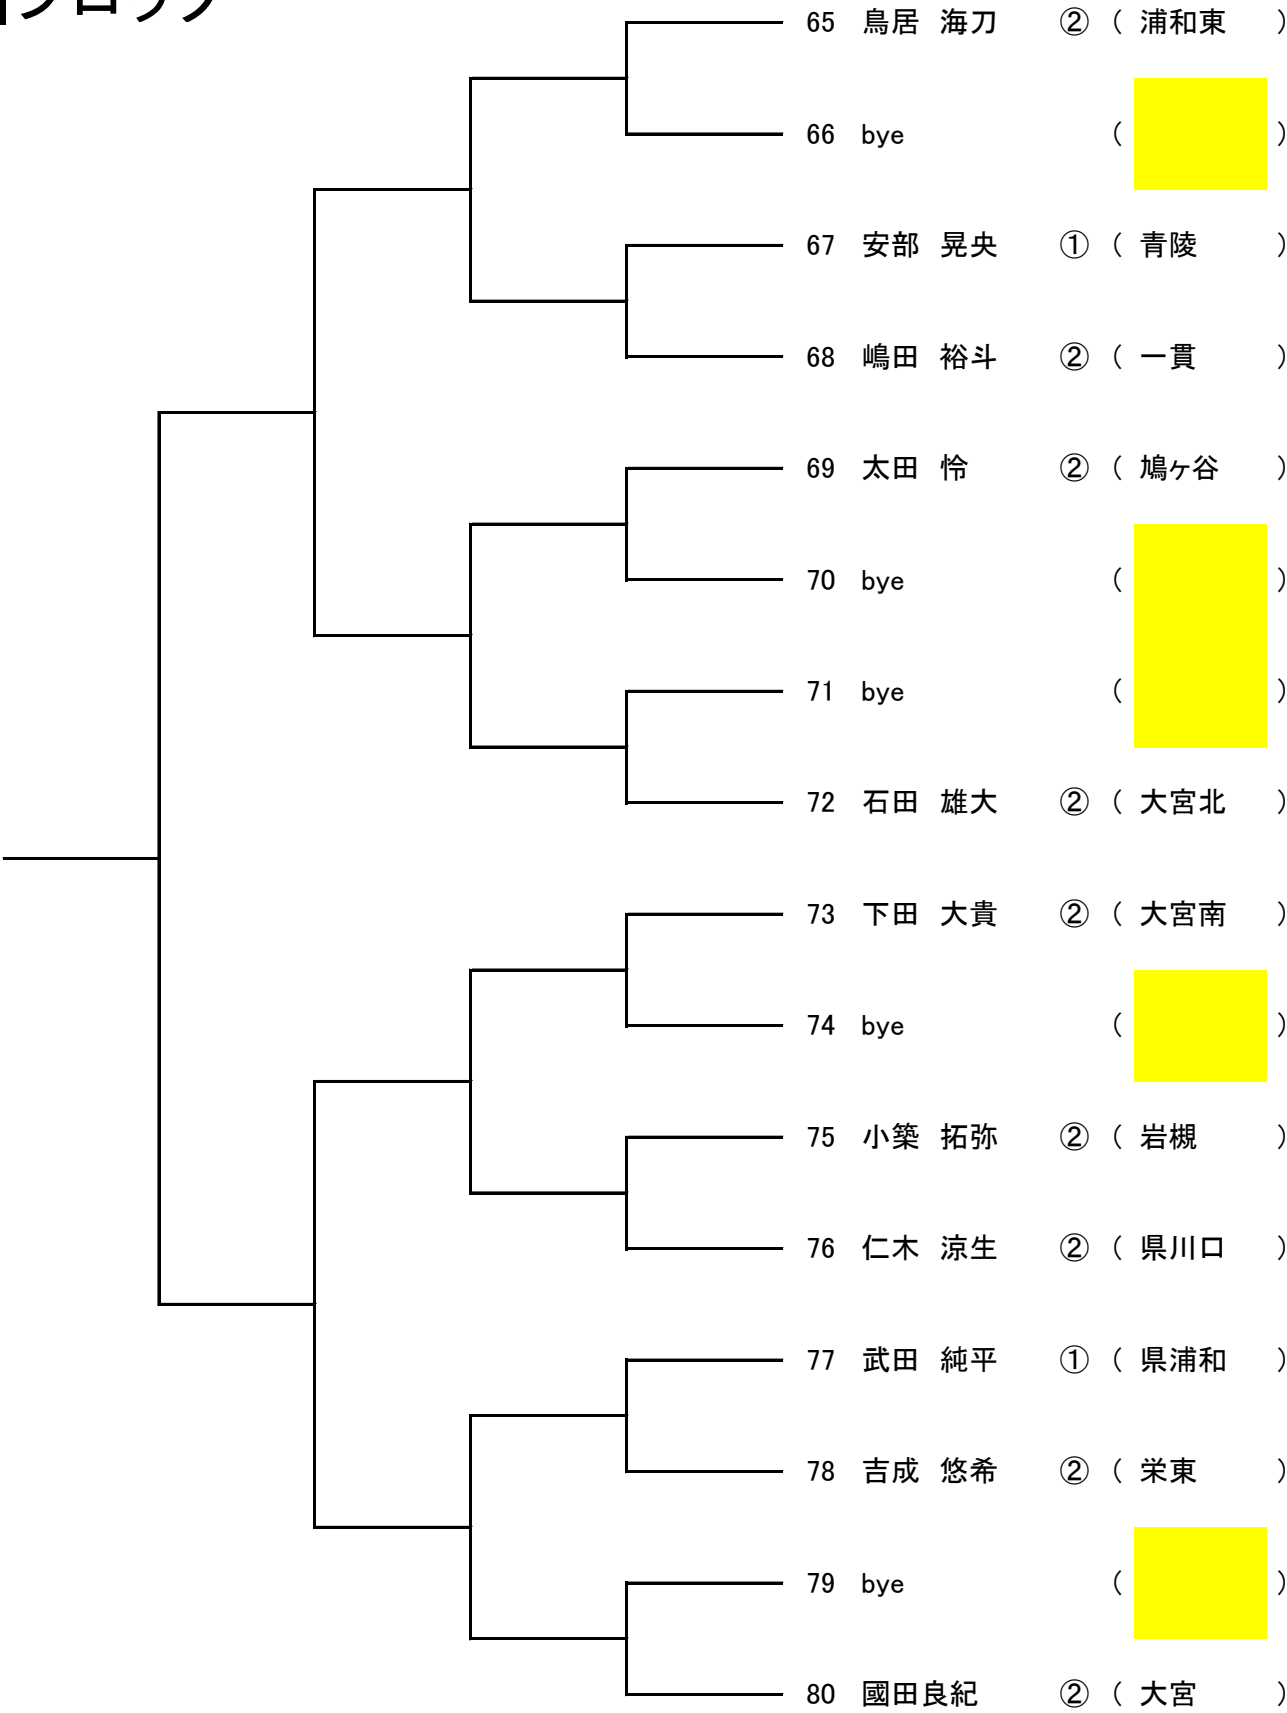 ブロック
65 鳥居 海刀 ② ( 浦和東 )
66 bye ( )
67 安部 晃央 ① ( 青陵 )
68 嶋田 裕斗 ② ( 一貫 )
69 太田 怜 ② ( 鳩ヶ谷 )
70 bye ( )
71 bye ( )
72 石田 雄大 ② ( 大宮北 )
73 下田 大貴 ② ( 大宮南 )
74 bye ( )
75 小築 拓弥 ② ( 岩槻 )
76 仁木 涼生 ② ( 県川口 )
77 武田 純平 ① ( 県浦和 )
78 吉成 悠希 ② ( 栄東 )
79 bye ( )
80 國田良紀 ② ( 大宮 )